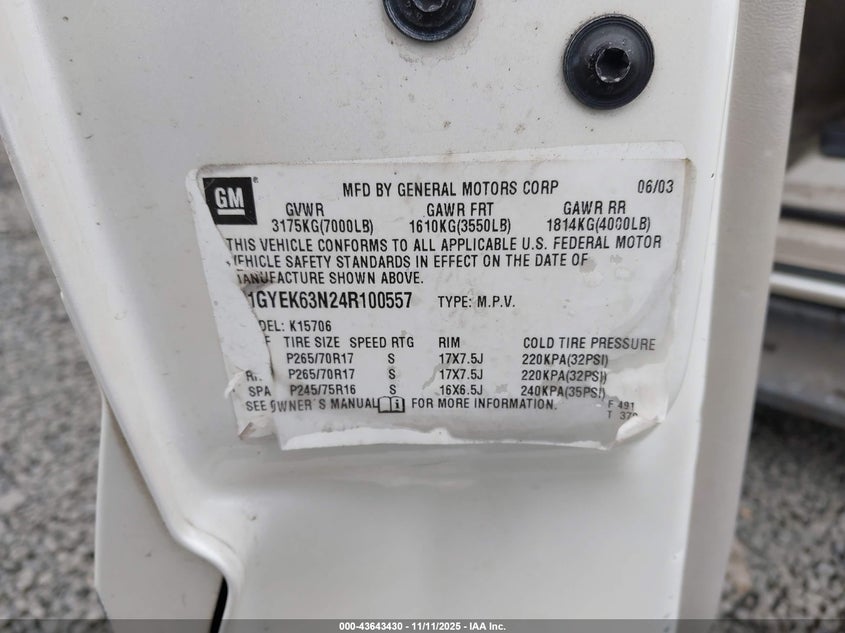 GM ® MFD BY GENERAL MOTORS CORP 06/03
GVWR GAWR FRT GAWR RR
3175KG(7000LB) 1610KG(3550LB) 1814KG(4000LB)
THIS VEHICLE CONFORMS TO ALL APPLICABLE U.S. FEDERAL MOTOR
VEHICLE SAFETY STANDARDS IN EFFECT ON THE DATE OF
MANUFACTURE SHOWN ABOVE.
1GYEK63N24R100557 TYPE: M.P.V.
DEL: K15706
TIRE SIZE SPEED RTG RIM COLD TIRE PRESSURE
P265/70R17 S 17X7.5J 220KPA(32PSI)
P265/70R17 S 17X7.5J 220KPA(32PSI)
SPA P245/75R16 S 16X6.5J 240KPA(35PSI)
SEE OWNER'S MANUAL FOR MORE INFORMATION.
F 491
T
000-43643430 - 11/11/2025 - IAA Inc.